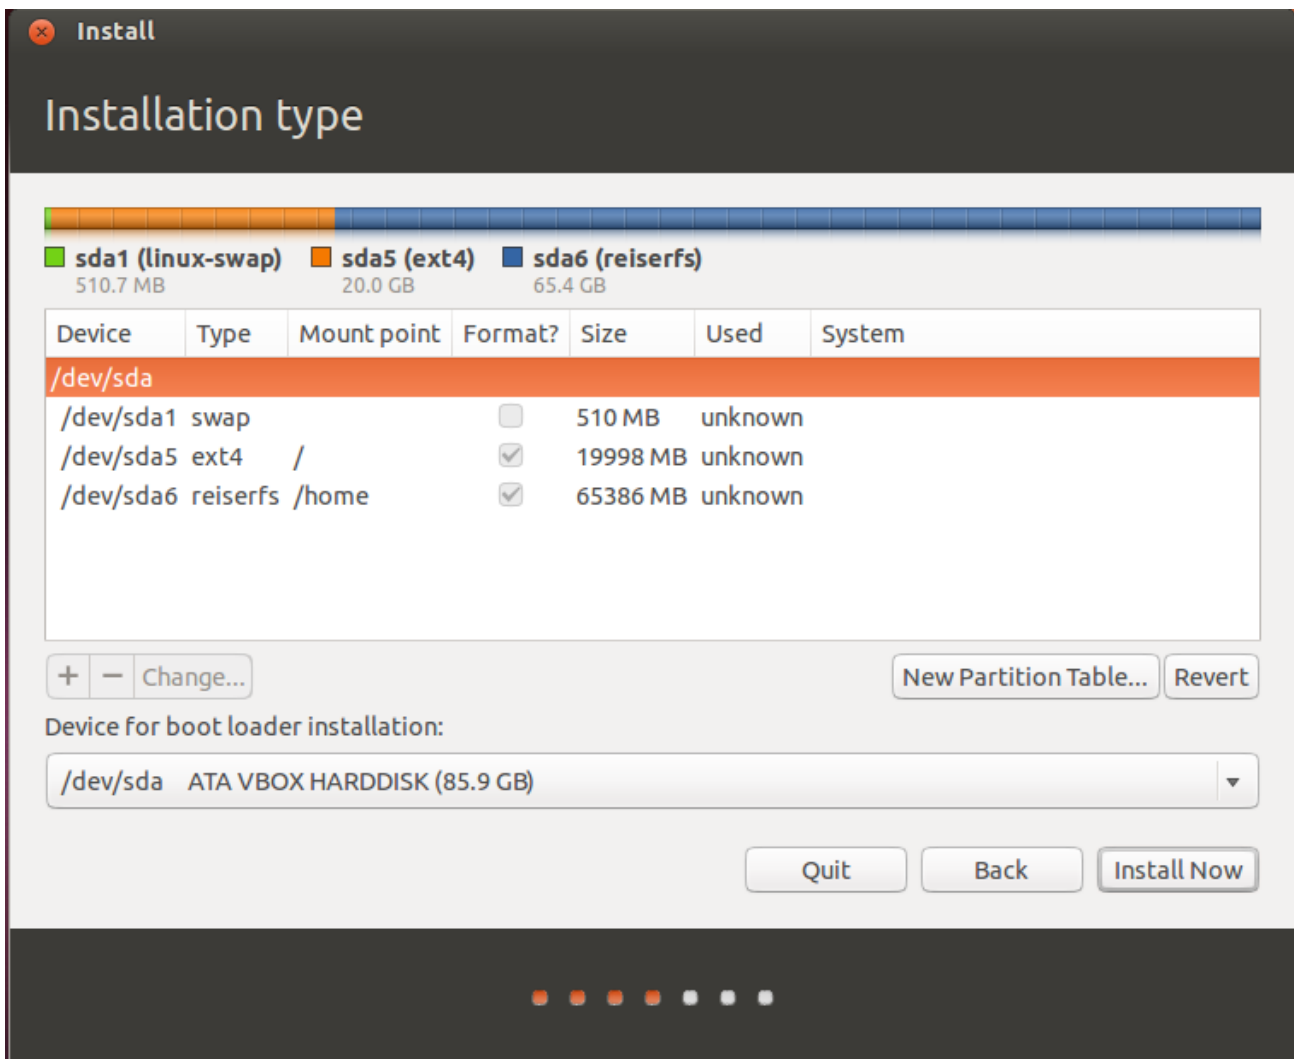 Install
Installation type
sda1 (linux-swap) sda5 (ext4) sda6 (reiserfs)
510.7 MB 20.0 GB 65.4 GB
Device Type Mount point Format? Size Used System
/dev/sda
/dev/sda1 swap 510 MB unknown
/dev/sda5 ext4 / 19998 MB unknown
/dev/sda6 reiserfs /home 65386 MB unknown
+ − Change... New Partition Table... Revert
Device for boot loader installation:
/dev/sda ATA VBOX HARDDISK (85.9 GB)
Quit Back Install Now